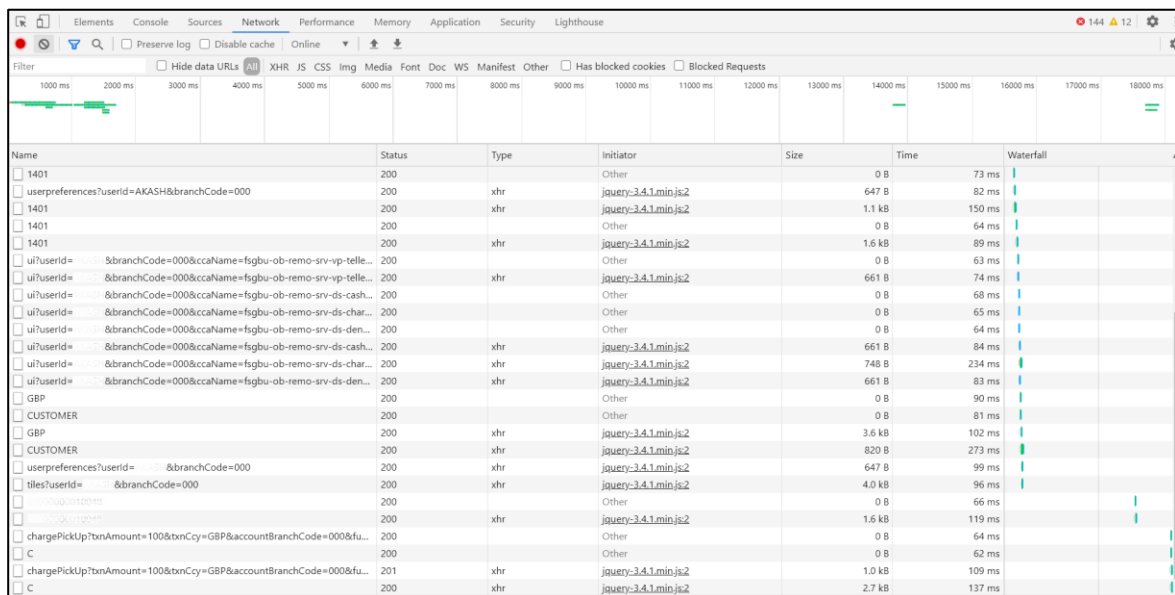 Elements Console Sources Network Performance Memory Application Security Lighthouse 144 12
Preserve log Disable cache Online
Filter Hide data URLs All XHR JS CSS Img Media Font Doc WS Manifest Other Has blocked cookies Blocked Requests
1000 ms 2000 ms 3000 ms 4000 ms 5000 ms 6000 ms 7000 ms 8000 ms 9000 ms 10000 ms 11000 ms 12000 ms 13000 ms 14000 ms 15000 ms 16000 ms 17000 ms 18000 ms
Name Status Type Initiator Size Time Waterfall
1401 200 Other 0 B 73 ms
userpreferences?userId=AKASH&branchCode=000 200 xhr jquery-3.4.1.min.js:2 647 B 82 ms
1401 200 xhr jquery-3.4.1.min.js:2 1.1 kB 150 ms
1401 200 Other 0 B 64 ms
1401 200 xhr jquery-3.4.1.min.js:2 1.6 kB 89 ms
ui?userId= &branchCode=000&ccaName=fsgbu-ob-remo-srv-vp-telle... 200 Other 0 B 63 ms
ui?userId= &branchCode=000&ccaName=fsgbu-ob-remo-srv-vp-telle... 200 xhr jquery-3.4.1.min.js:2 661 B 74 ms
ui?userId= &branchCode=000&ccaName=fsgbu-ob-remo-srv-ds-cash... 200 Other 0 B 68 ms
ui?userId= &branchCode=000&ccaName=fsgbu-ob-remo-srv-ds-char... 200 Other 0 B 65 ms
ui?userId= &branchCode=000&ccaName=fsgbu-ob-remo-srv-ds-den... 200 Other 0 B 64 ms
ui?userId= &branchCode=000&ccaName=fsgbu-ob-remo-srv-ds-cash... 200 xhr jquery-3.4.1.min.js:2 661 B 84 ms
ui?userId= &branchCode=000&ccaName=fsgbu-ob-remo-srv-ds-char... 200 xhr jquery-3.4.1.min.js:2 748 B 234 ms
ui?userId= &branchCode=000&ccaName=fsgbu-ob-remo-srv-ds-den... 200 xhr jquery-3.4.1.min.js:2 661 B 83 ms
GBP 200 Other 0 B 90 ms
CUSTOMER 200 Other 0 B 81 ms
GBP 200 xhr jquery-3.4.1.min.js:2 3.6 kB 102 ms
CUSTOMER 200 xhr jquery-3.4.1.min.js:2 820 B 273 ms
userpreferences?userId= &branchCode=000 200 xhr jquery-3.4.1.min.js:2 647 B 99 ms
tiles?userId= &branchCode=000 200 xhr jquery-3.4.1.min.js:2 4.0 kB 96 ms
200 Other 0 B 66 ms
200 xhr jquery-3.4.1.min.js:2 1.6 kB 119 ms
chargePickUp?txnAmount=100&txnCcy=GBP&accountBranchCode=000&fu... 200 Other 0 B 64 ms
C 200 Other 0 B 62 ms
chargePickUp?txnAmount=100&txnCcy=GBP&accountBranchCode=000&fu... 201 xhr jquery-3.4.1.min.js:2 1.0 kB 109 ms
C 200 xhr jquery-3.4.1.min.js:2 2.7 kB 137 ms